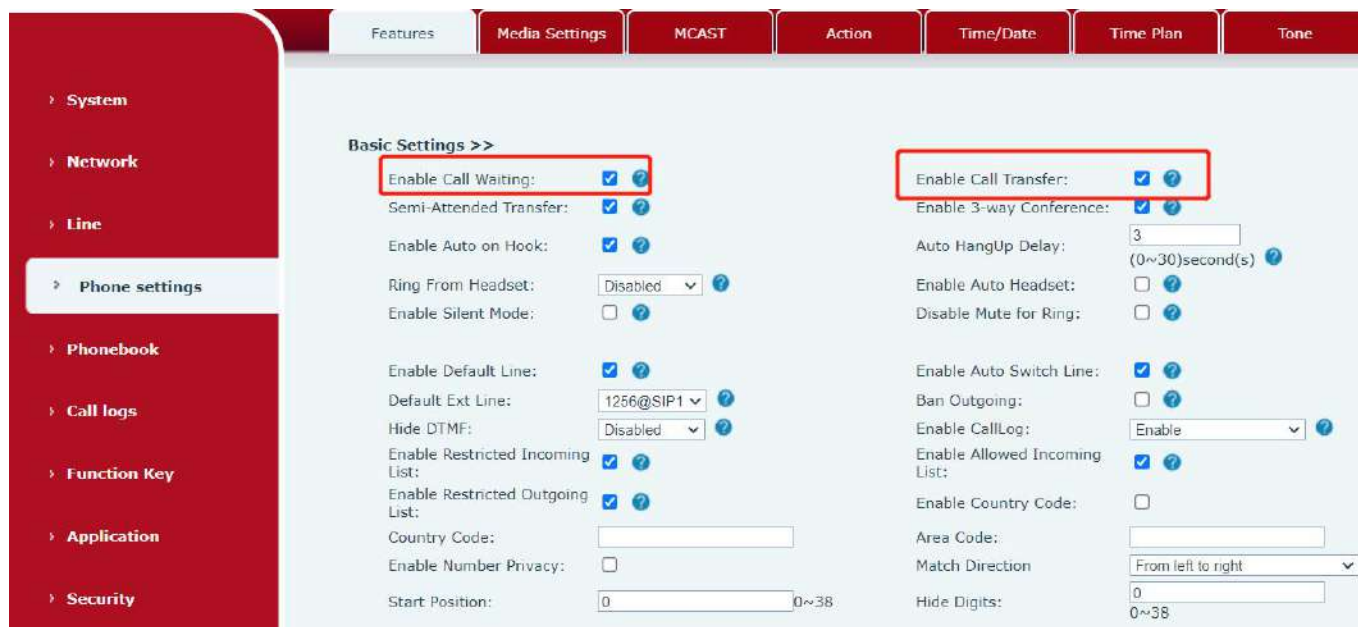 Features Media Settings MCAST Action Time/Date Time Plan Tone
› System
› Network
› Line
› Phone settings
› Phonebook
› Call logs
› Function Key
› Application
› Security
Basic Settings >>
Enable Call Waiting: ? Enable Call Transfer: ?
Semi-Attended Transfer: ? Enable 3-way Conference: ?
Enable Auto on Hook: ? Auto HangUp Delay: 3
(0~30)second(s) ?
Ring From Headset: Disabled ? Enable Auto Headset: ?
Enable Silent Mode: ? Disable Mute for Ring: ?
Enable Default Line: ? Enable Auto Switch Line: ?
Default Ext Line: 1256@SIP1 ? Ban Outgoing: ?
Hide DTMF: Disabled ? Enable CallLog: Enable ?
Enable Restricted Incoming
List: ? Enable Allowed Incoming
List: ?
Enable Restricted Outgoing
List: ? Enable Country Code:
Country Code: Area Code:
Enable Number Privacy: Match Direction From left to right
Start Position: 0 0~38 Hide Digits: 0
0~38